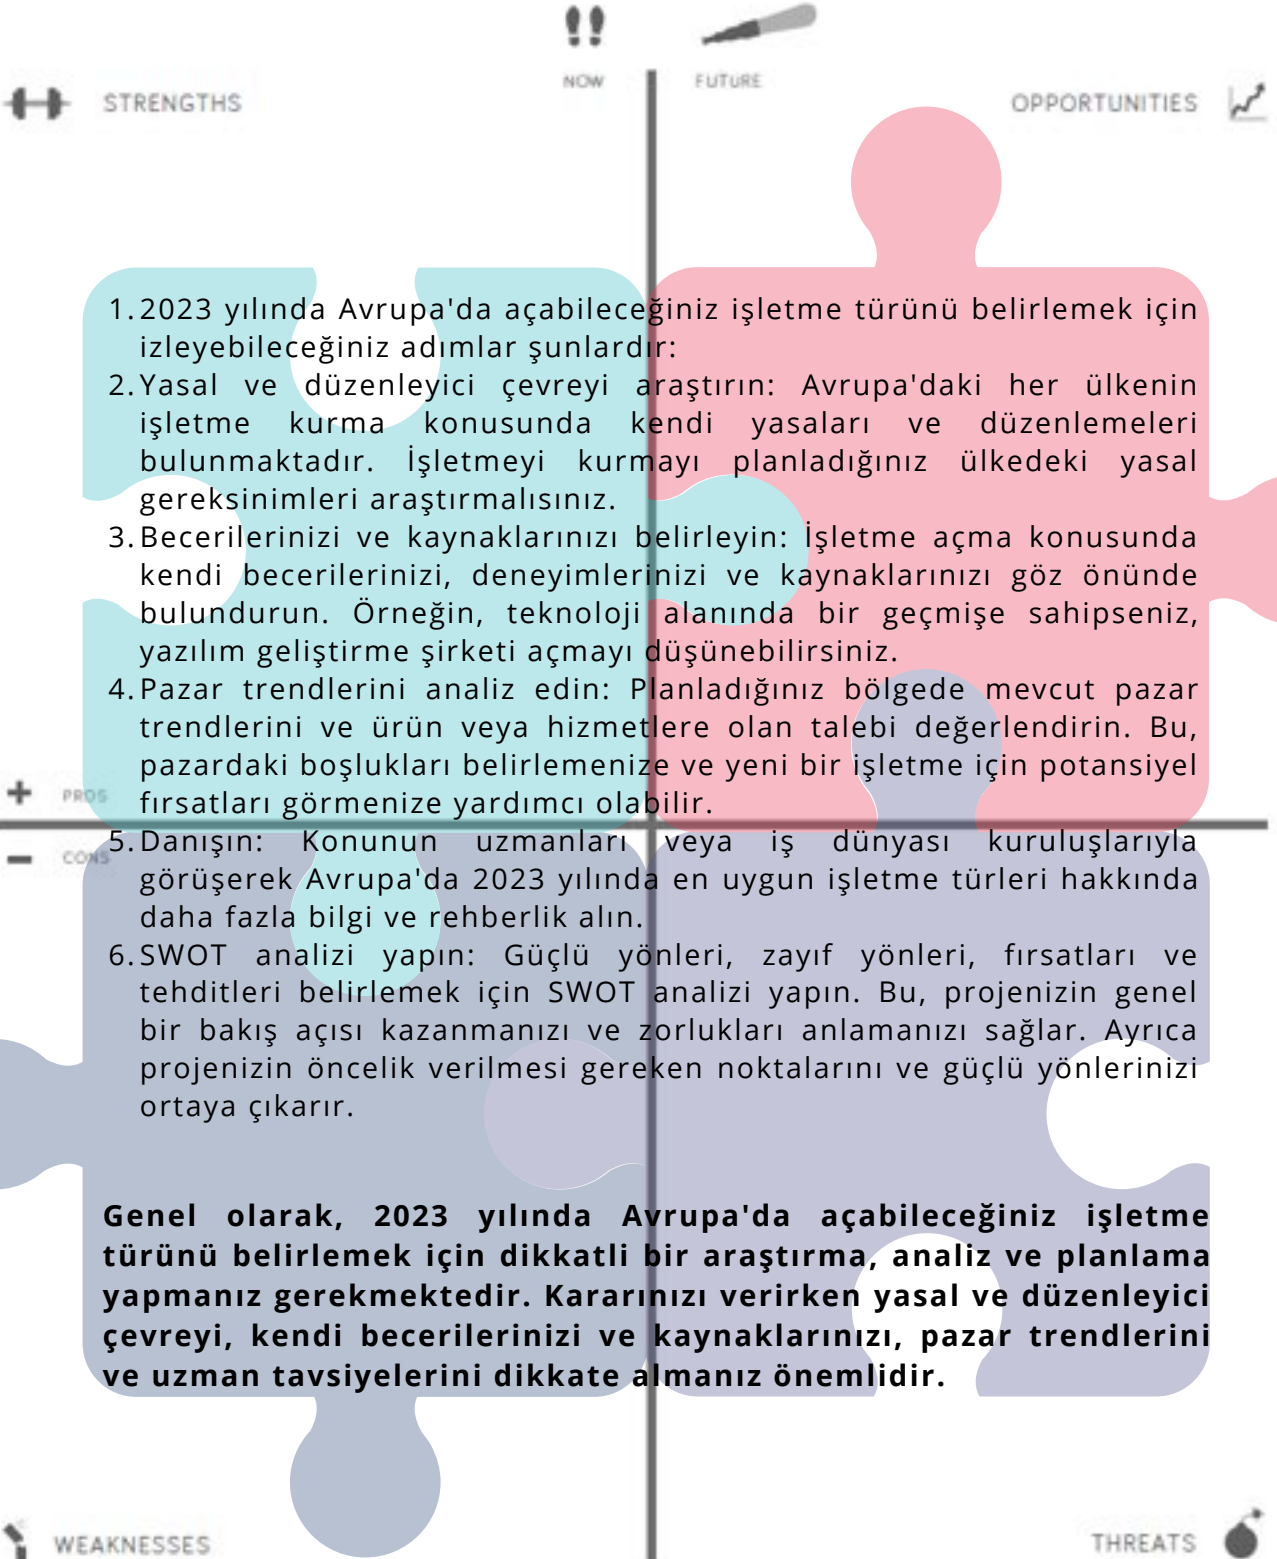 NOW
FUTURE
STRENGTHS
OPPORTUNITIES
1. 2023 yılında Avrupa'da açabileceğiniz işletme türünü belirlemek için
izleyebileceğiniz adımlar şunlardır:
2. Yasal ve düzenleyici çevreyi araştırın: Avrupa'daki her ülkenin
işletme kurma konusunda kendi yasaları ve düzenlemeleri
bulunmaktadır. İşletmeyi kurmayı planladığınız ülkedeki yasal
gereksinimleri araştırmalısınız.
3. Becerilerinizi ve kaynaklarınızı belirleyin: İşletme açma konusunda
kendi becerilerinizi, deneyimlerinizi ve kaynaklarınızı göz önünde
bulundurun. Örneğin, teknoloji alanında bir geçmişe sahipseniz,
yazılım geliştirme şirketi açmayı düşünebilirsiniz.
4. Pazar trendlerini analiz edin: Planladığınız bölgede mevcut pazar
trendlerini ve ürün veya hizmetlere olan talebi değerlendirin. Bu,
pazardaki boşlukları belirlemenize ve yeni bir işletme için potansiyel
fırsatları görmenize yardımcı olabilir.
PROS
CONS
5. Danışın: Konunun uzmanları veya iş dünyası kuruluşlarıyla
görüşerek Avrupa'da 2023 yılında en uygun işletme türleri hakkında
daha fazla bilgi ve rehberlik alın.
6. SWOT analizi yapın: Güçlü yönleri, zayıf yönleri, fırsatları ve
tehditleri belirlemek için SWOT analizi yapın. Bu, projenizin genel
bir bakış açısı kazanmanızı ve zorlukları anlamanızı sağlar. Ayrıca
projenizin öncelik verilmesi gereken noktalarını ve güçlü yönlerinizi
ortaya çıkarır.
Genel olarak, 2023 yılında Avrupa'da açabileceğiniz işletme
türünü belirlemek için dikkatli bir araştırma, analiz ve planlama
yapmanız gerekmektedir. Kararınızı verirken yasal ve düzenleyici
çevreyi, kendi becerilerinizi ve kaynaklarınızı, pazar trendlerini
ve uzman tavsiyelerini dikkate almanız önemlidir.
WEAKNESSES
THREATS